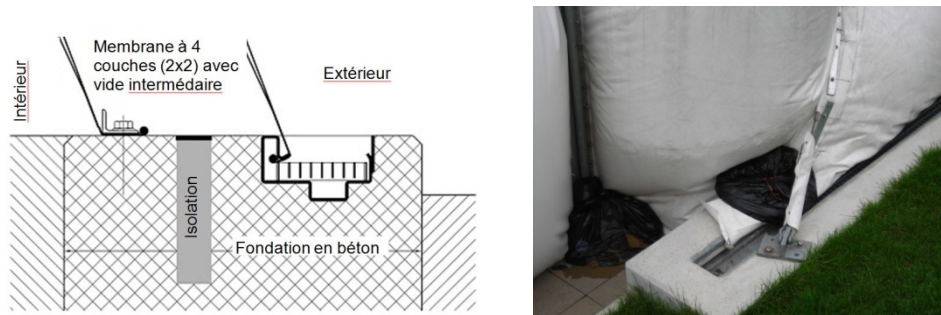 Intérieur
Membrane à 4
couches (2x2) avec
vide intermédaire
Extérieur
Isolation
Fondation en béton